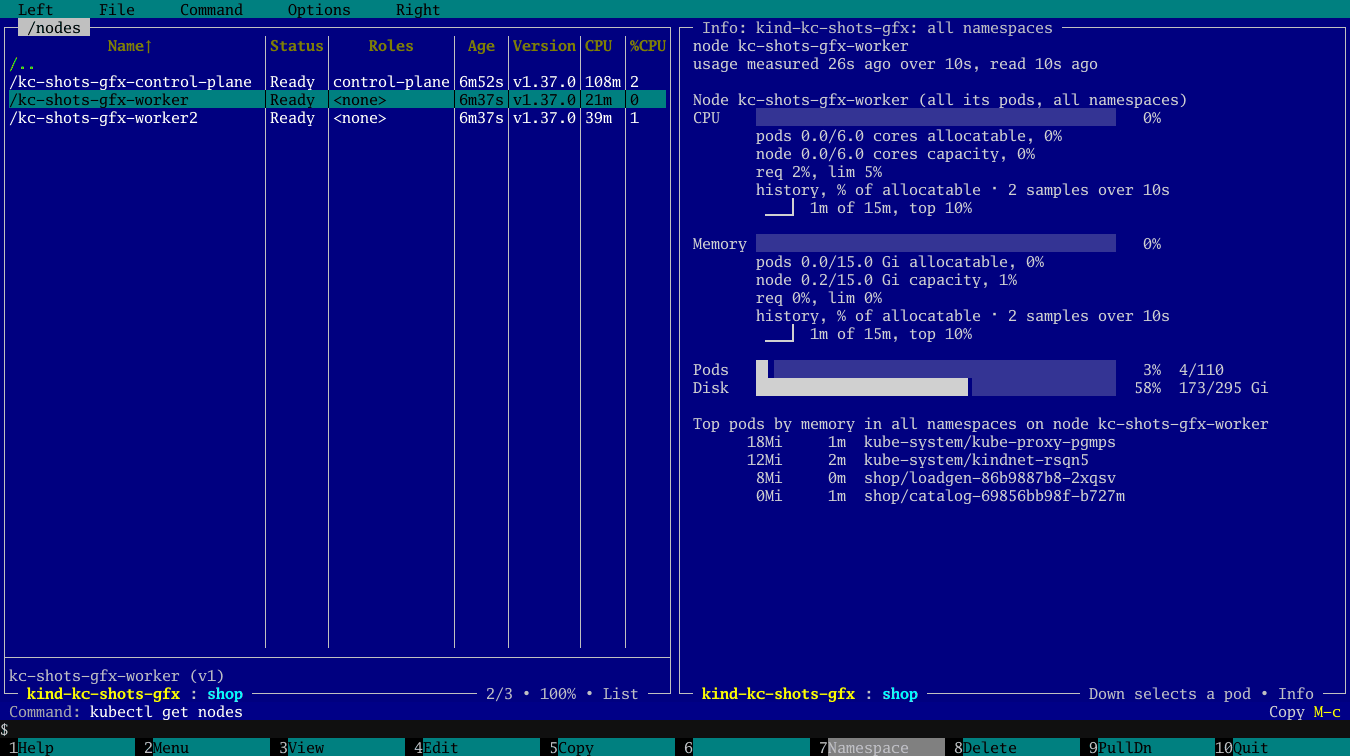 Left File Command Options Right
/nodes
Name↑ Status Roles Age Version CPU %CPU
/..
/kc-shots-gfx-control-plane Ready control-plane 6m52s v1.37.0 108m 2
/kc-shots-gfx-worker Ready <none> 6m37s v1.37.0 21m 0
/kc-shots-gfx-worker2 Ready <none> 6m37s v1.37.0 39m 1
kc-shots-gfx-worker (v1)
kind-kc-shots-gfx : shop 2/3 • 100% • List
Info: kind-kc-shots-gfx: all namespaces
node kc-shots-gfx-worker
usage measured 26s ago over 10s, read 10s ago
Node kc-shots-gfx-worker (all its pods, all namespaces)
CPU 0%
pods 0.0/6.0 cores allocatable, 0%
node 0.0/6.0 cores capacity, 0%
req 2%, lim 5%
history, % of allocatable · 2 samples over 10s
1m of 15m, top 10%
Memory 0%
pods 0.0/15.0 Gi allocatable, 0%
node 0.2/15.0 Gi capacity, 1%
req 0%, lim 0%
history, % of allocatable · 2 samples over 10s
1m of 15m, top 10%
Pods 3% 4/110
Disk 58% 173/295 Gi
Top pods by memory in all namespaces on node kc-shots-gfx-worker
18Mi 1m kube-system/kube-proxy-pgmps
12Mi 2m kube-system/kindnet-rsqn5
8Mi 0m shop/loadgen-86b9887b8-2xqsv
0Mi 1m shop/catalog-69856bb98f-b727m
kind-kc-shots-gfx : shop Down selects a pod • Info
Command: kubectl get nodes Copy M-c
$
1Help 2Menu 3View 4Edit 5Copy 6 7Namespace 8Delete 9PullDn 10Quit